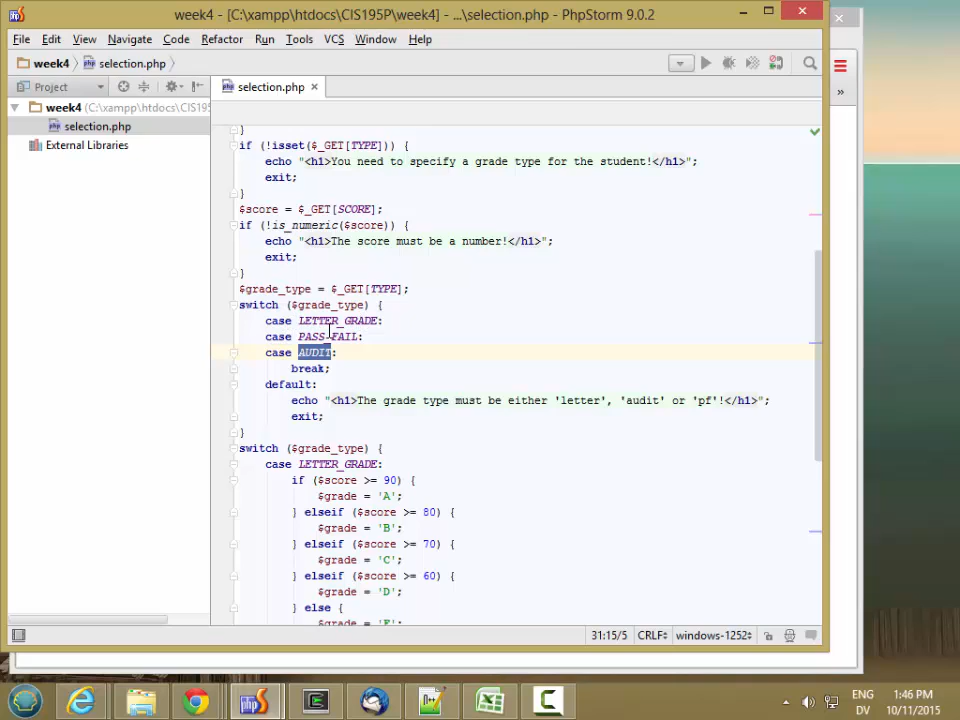 week4 - [C:\xampp\htdocs\CIS195P\week4] - ...\selection.php - PhpStorm 9.0.2
File Edit View Navigate Code Refactor Run Tools VCS Window Help
week4 selection.php
Project
selection.php
week4 (C:\xampp\htdocs\CIS195
selection.php
External Libraries
}
if (!isset($_GET[TYPE])) {
echo "<h1>You need to specify a grade type for the student!</h1>";
exit;
}
$score = $_GET[SCORE];
if (!is_numeric($score)) {
echo "<h1>The score must be a number!</h1>";
exit;
}
$grade_type = $_GET[TYPE];
switch ($grade_type) {
case LETTER_GRADE:
case PASS_FAIL:
case AUDIT:
break;
default:
echo "<h1>The grade type must be either 'letter', 'audit' or 'pf'!</h1>";
exit;
}
switch ($grade_type) {
case LETTER_GRADE:
if ($score >= 90) {
$grade = 'A';
} elseif ($score >= 80) {
$grade = 'B';
} elseif ($score >= 70) {
$grade = 'C';
} elseif ($score >= 60) {
$grade = 'D';
} else {
$grade = 'F';
31:15/5 CRLF windows-1252
ENG 1:46 PM
DV 10/11/2015